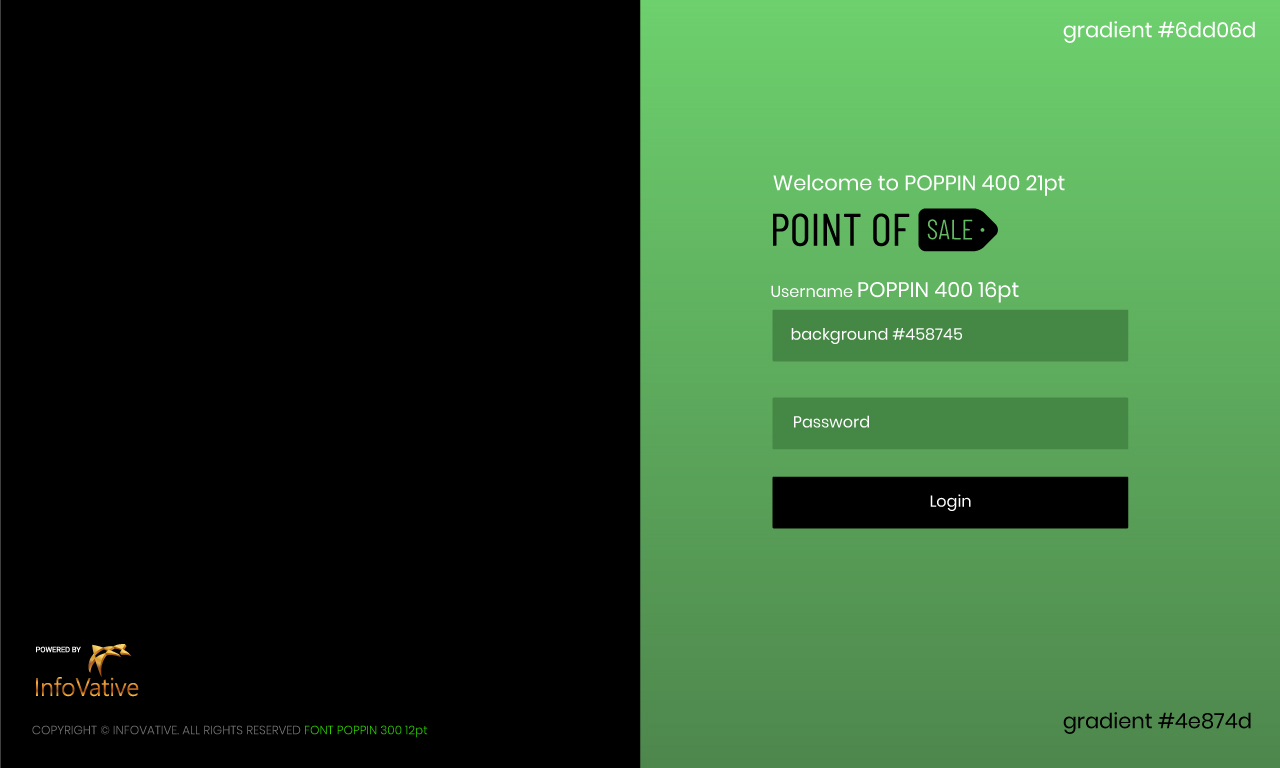 gradient #6dd06d
Welcome to POPPIN 400 21pt
POINT OF SALE
Username POPPIN 400 16pt
background #458745
Password
Login
POWERED BY
InfoVative
COPYRIGHT © INFOVATIVE. ALL RIGHTS RESERVED FONT POPPIN 300 12pt
gradient #4e874d